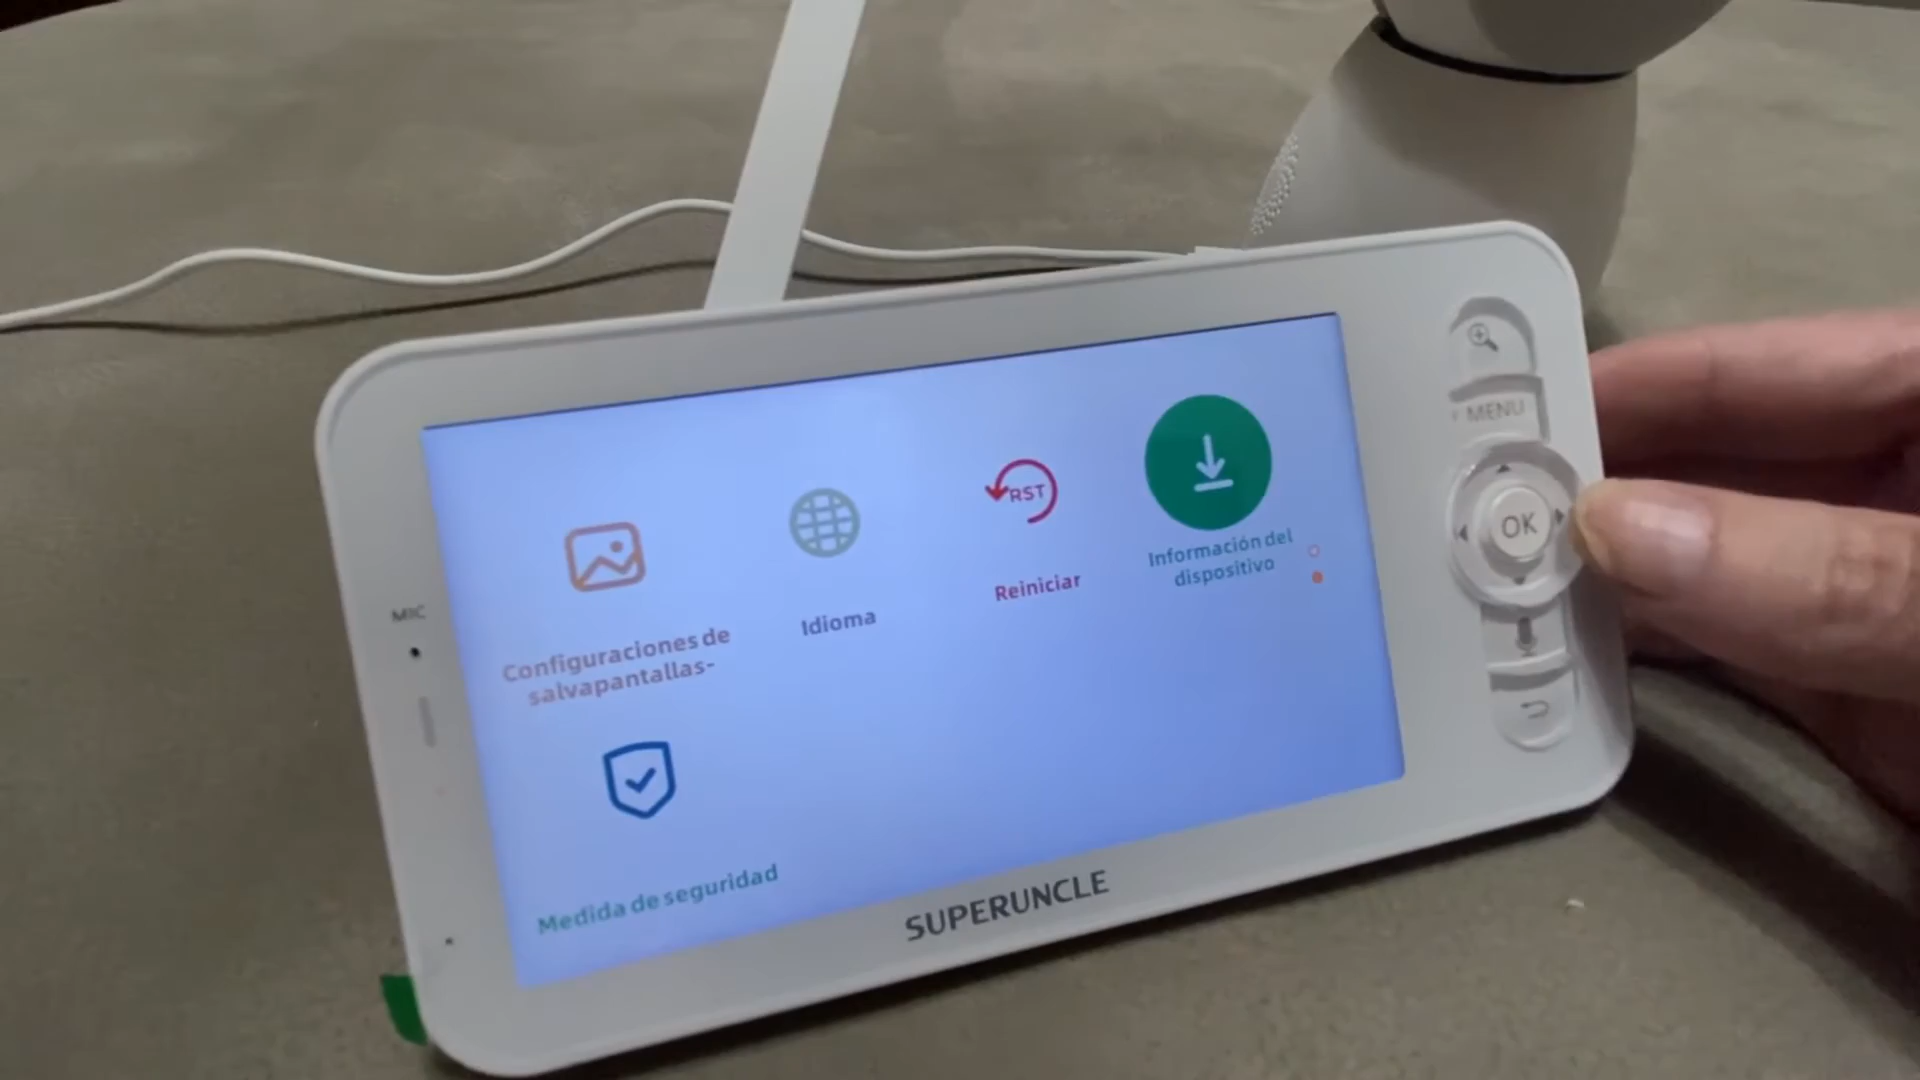 MENU
OK
MIC
RST
Configuraciones de
salvapantallas-
Idioma
Reiniciar
Información del
dispositivo
Medida de seguridad
SUPERUNCLE